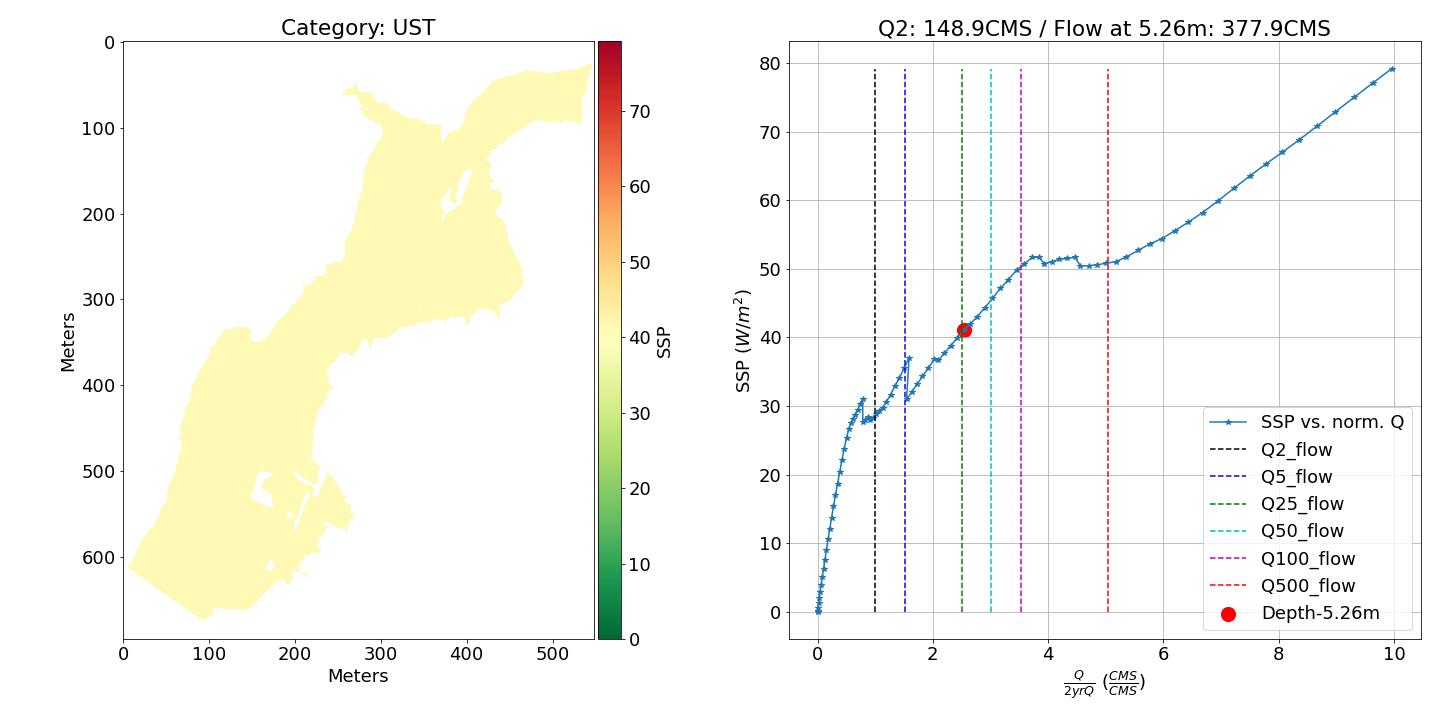 Category: UST
0
100
200
300
400
500
600
Meters
0 100 200 300 400 500
Meters
70
60
50
40
30
20
10
0
SSP
Q2: 148.9CMS / Flow at 5.26m: 377.9CMS
80
70
60
50
40
30
20
10
0
SSP (W/m²)
0 2 4 6 8 10
Q/2yrQ (CMS/CMS)
SSP vs. norm. Q
Q2_flow
Q5_flow
Q25_flow
Q50_flow
Q100_flow
Q500_flow
Depth-5.26m